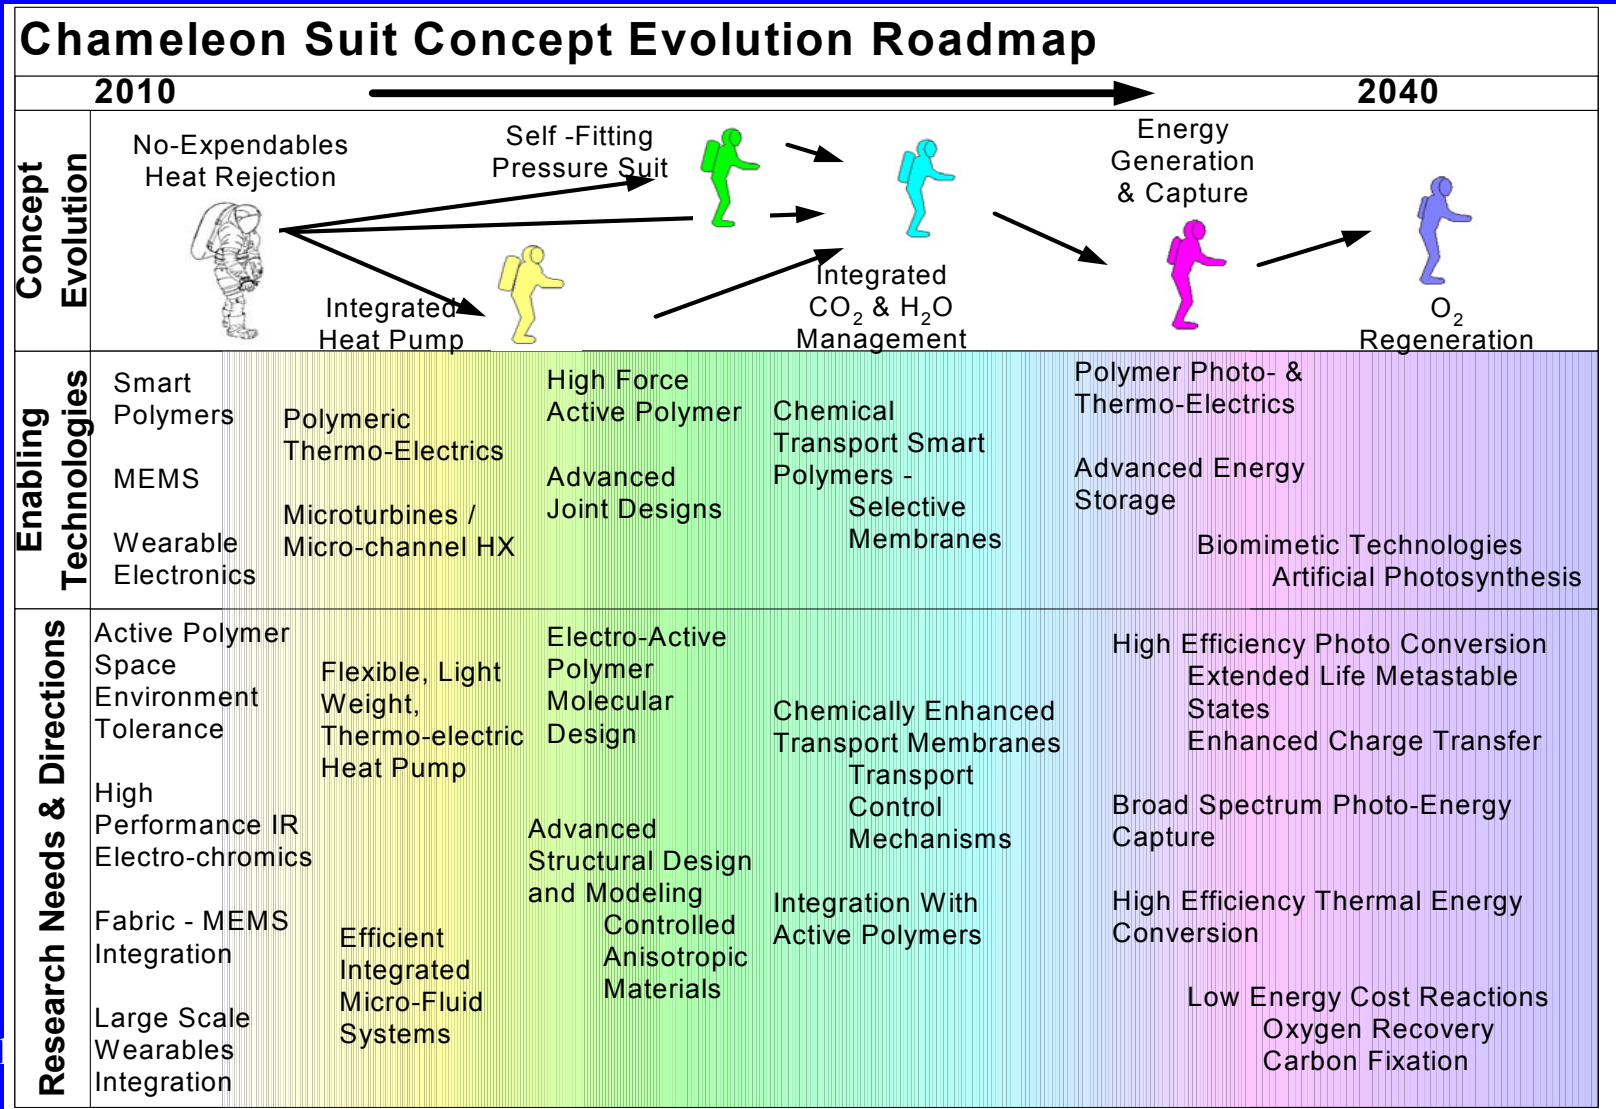 Chameleon Suit Concept Evolution Roadmap
2010
2040
Concept
Evolution
No-Expendables
Heat Rejection
Self -Fitting
Pressure Suit
Integrated
Heat Pump
Integrated
CO2 & H2O
Management
Energy
Generation
& Capture
O2
Regeneration
Enabling
Technologies
Smart
Polymers
MEMS
Wearable
Electronics
Polymeric
Thermo-Electrics
Microturbines /
Micro-channel HX
High Force
Active Polymer
Advanced
Joint Designs
Chemical
Transport Smart
Polymers -
Selective
Membranes
Polymer Photo- &
Thermo-Electrics
Advanced Energy
Storage
Biomimetic Technologies
Artificial Photosynthesis
Research Needs & Directions
Active Polymer
Space
Environment
Tolerance
High
Performance IR
Electro-chromics
Fabric - MEMS
Integration
Large Scale
Wearables
Integration
Flexible, Light
Weight,
Thermo-electric
Heat Pump
Efficient
Integrated
Micro-Fluid
Systems
Electro-Active
Polymer
Molecular
Design
Advanced
Structural Design
and Modeling
Controlled
Anisotropic
Materials
Chemically Enhanced
Transport Membranes
Transport
Control
Mechanisms
Integration With
Active Polymers
High Efficiency Photo Conversion
Extended Life Metastable
States
Enhanced Charge Transfer
Broad Spectrum Photo-Energy
Capture
High Efficiency Thermal Energy
Conversion
Low Energy Cost Reactions
Oxygen Recovery
Carbon Fixation